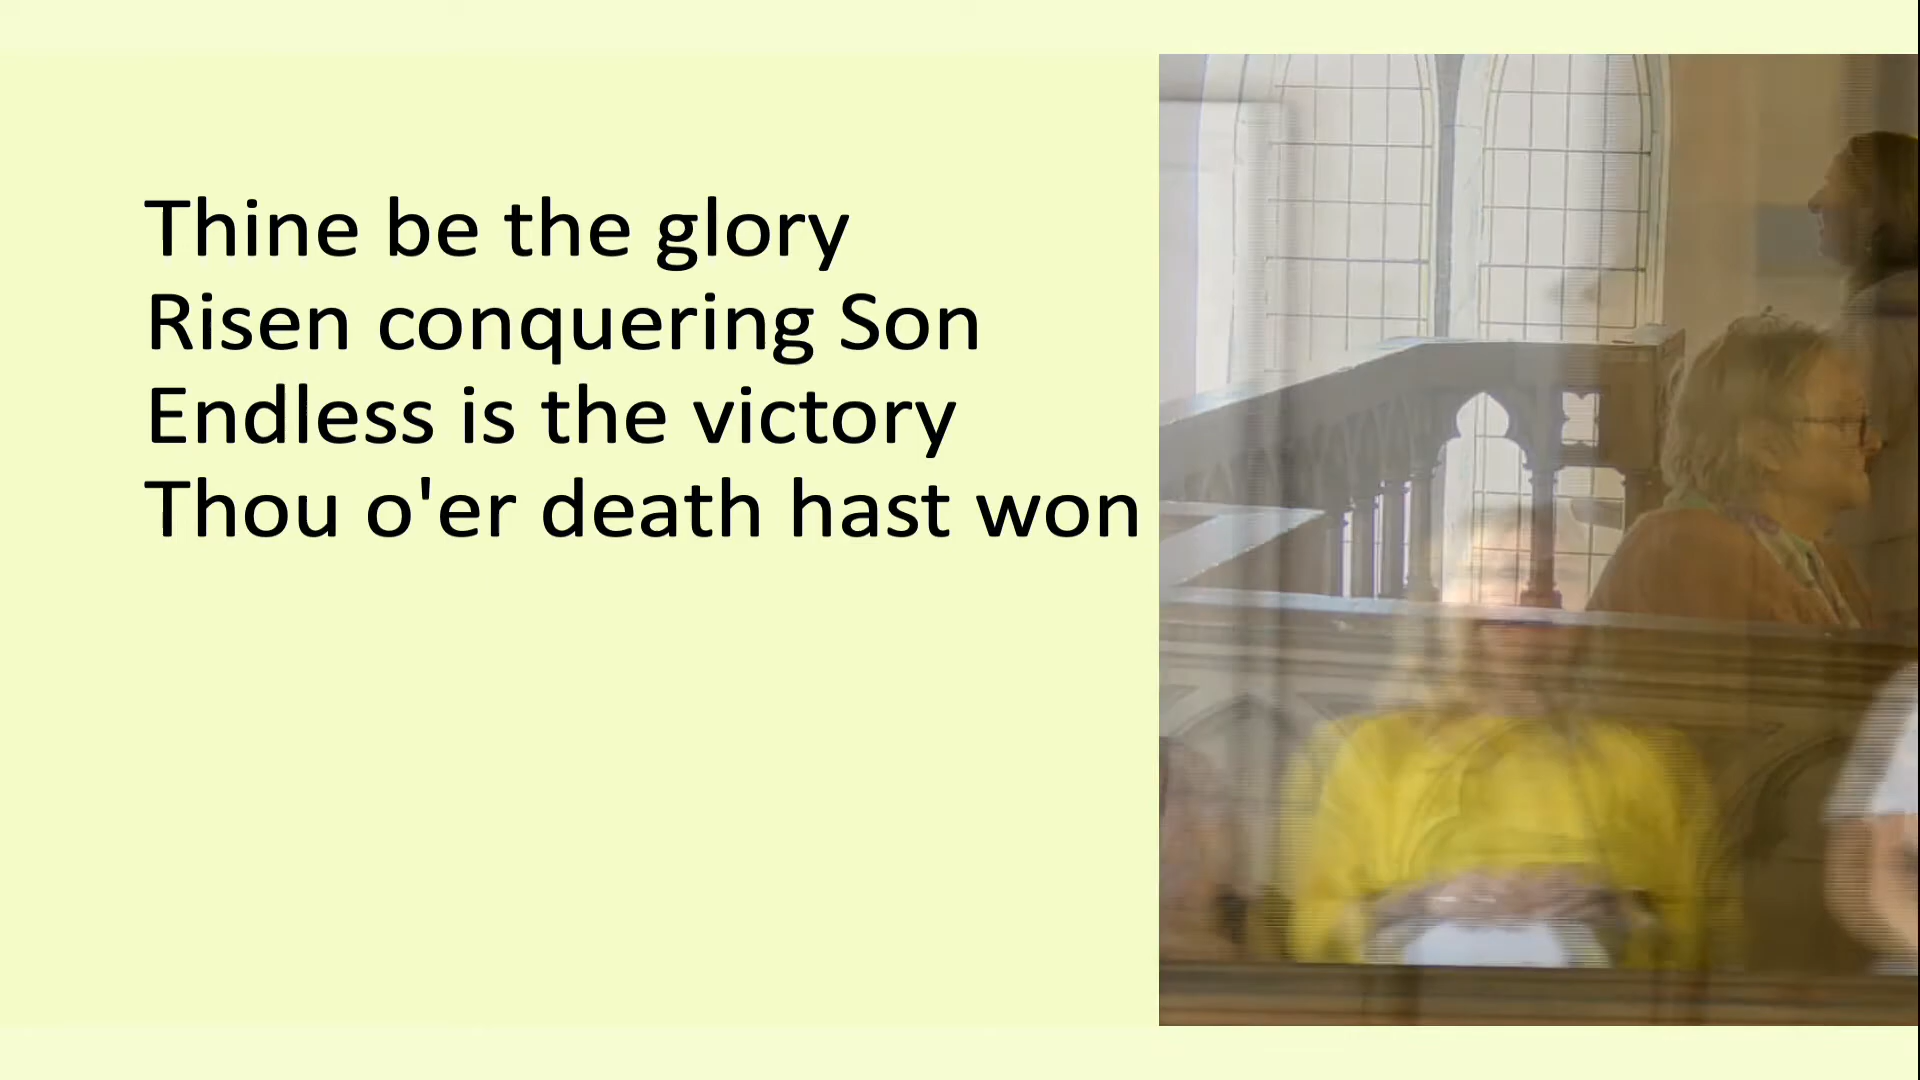 Thine be the glory
Risen conquering Son
Endless is the victory
Thou o'er death hast won